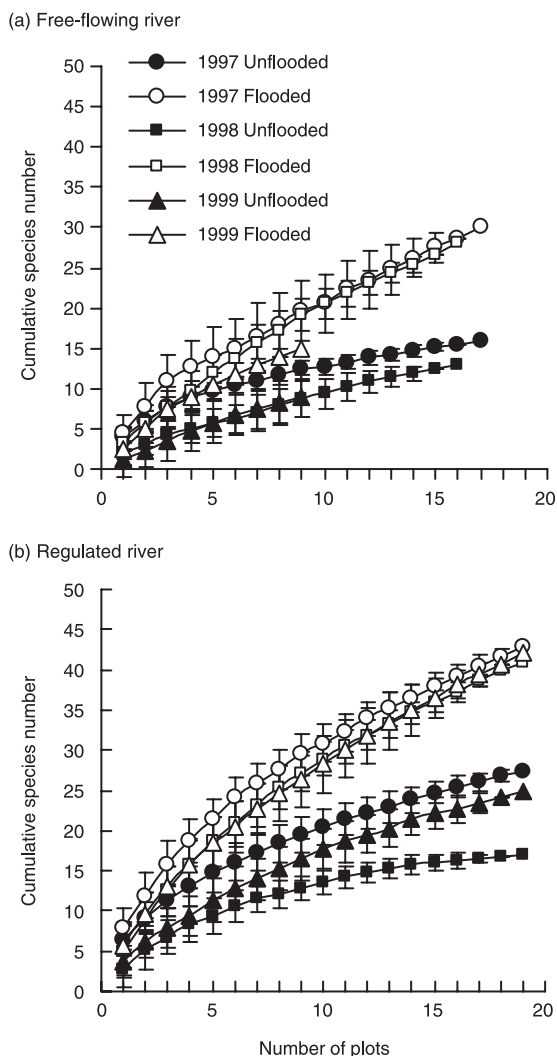 (a) Free-flowing river
50
45
40
35
30
25
20
15
10
5
0
Cumulative species number
1997 Unflooded
1997 Flooded
1998 Unflooded
1998 Flooded
1999 Unflooded
1999 Flooded
0 5 10 15 20
(b) Regulated river
50
45
40
35
30
25
20
15
10
5
0
Cumulative species number
0 5 10 15 20
Number of plots